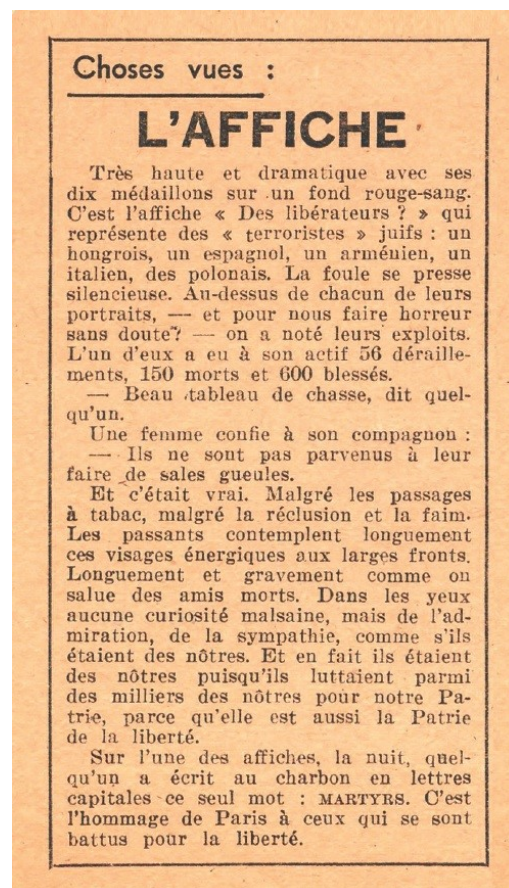 Choses vues :
L'AFFICHE
Très haute et dramatique avec ses
dix médaillons sur un fond rouge-sang.
C'est l'affiche « Des libérateurs ? » qui
représente des « terroristes » juifs : un
hongrois, un espagnol, un arménien, un
italien, des polonais. La foule se presse
silencieuse. Au-dessus de chacun de leurs
portraits, — et pour nous faire horreur
sans doute ? — on a noté leurs exploits.
L'un d'eux a eu à son actif 56 déraille-
ments, 150 morts et 600 blessés.
— Beau tableau de chasse, dit quel-
qu'un.
Une femme confie à son compagnon :
— Ils ne sont pas parvenus à leur
faire de sales gueules.
Et c'était vrai. Malgré les passages
à tabac, malgré la réclusion et la faim.
Les passants contemplent longuement
ces visages énergiques aux larges fronts.
Longuement et gravement comme on
salue des amis morts. Dans les yeux
aucune curiosité malsaine, mais de l'ad-
miration, de la sympathie, comme s'ils
étaient des nôtres. Et en fait ils étaient
des nôtres puisqu'ils luttaient parmi
des milliers des nôtres pour notre Pa-
trie, parce qu'elle est aussi la Patrie
de la liberté.
Sur l'une des affiches, la nuit, quel-
qu'un a écrit au charbon en lettres
capitales ce seul mot : MARTYRS. C'est
l'hommage de Paris à ceux qui se sont
battus pour la liberté.